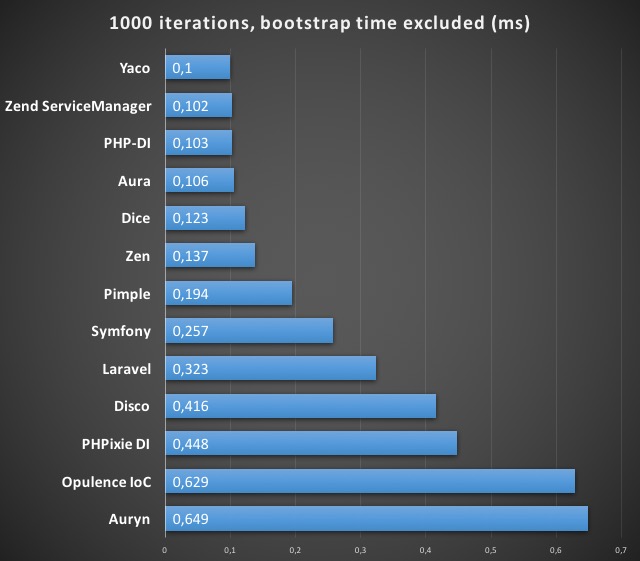 1000 iterations, bootstrap time excluded (ms)
Yaco 0,1
Zend ServiceManager 0,102
PHP-DI 0,103
Aura 0,106
Dice 0,123
Zen 0,137
Pimple 0,194
Symfony 0,257
Laravel 0,323
Disco 0,416
PHPixie DI 0,448
Opulence IoC 0,629
Auryn 0,649
0 0,1 0,2 0,3 0,4 0,5 0,6 0,7